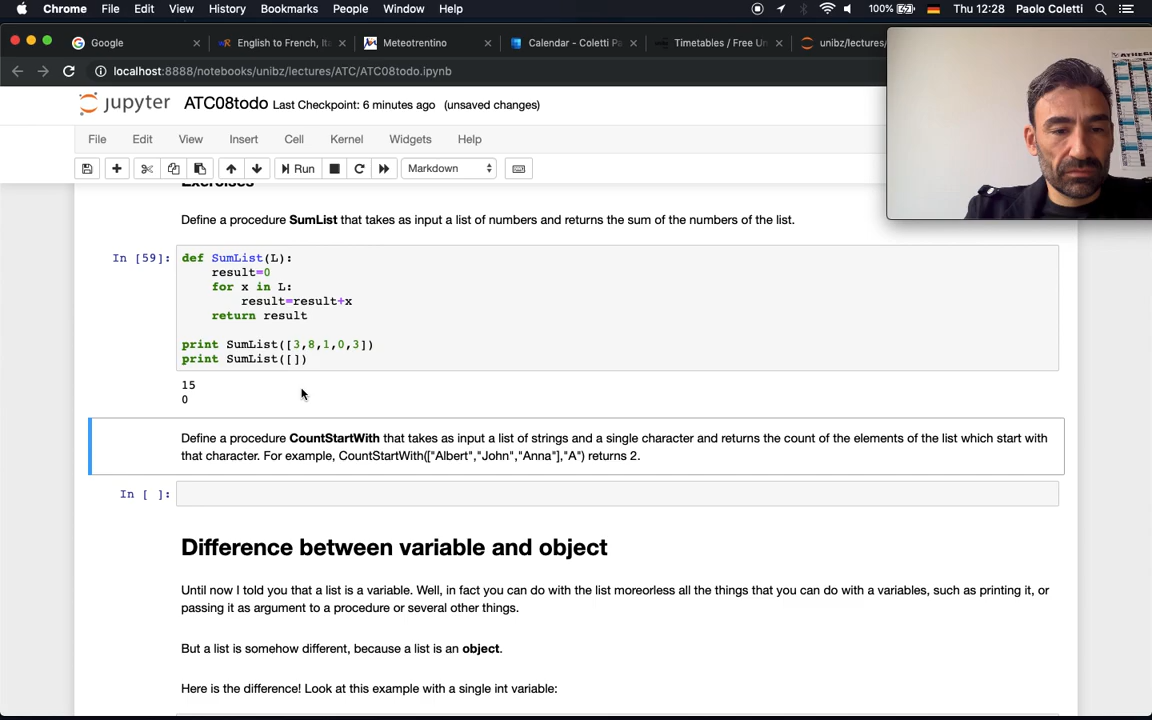 Chrome File Edit View History Bookmarks People Window Help 100% Thu 12:28 Paolo Coletti
Google × English to French, Ita × Meteotrentino × Calendar - Coletti Pa × Timetables / Free Un × unibz/lectures/
localhost:8888/notebooks/unibz/lectures/ATC/ATC08todo.ipynb
jupyter ATC08todo Last Checkpoint: 6 minutes ago (unsaved changes)
File Edit View Insert Cell Kernel Widgets Help
Run Markdown
Exercises
Define a procedure SumList that takes as input a list of numbers and returns the sum of the numbers of the list.
In [59]: def SumList(L):
result=0
for x in L:
result=result+x
return result
print SumList([3,8,1,0,3])
print SumList([])
15
0
Define a procedure CountStartWith that takes as input a list of strings and a single character and returns the count of the elements of the list which start with
that character. For example, CountStartWith(["Albert","John","Anna"],"A") returns 2.
In [ ]:
Difference between variable and object
Until now I told you that a list is a variable. Well, in fact you can do with the list moreorless all the things that you can do with a variables, such as printing it, or
passing it as argument to a procedure or several other things.
But a list is somehow different, because a list is an object.
Here is the difference! Look at this example with a single int variable: